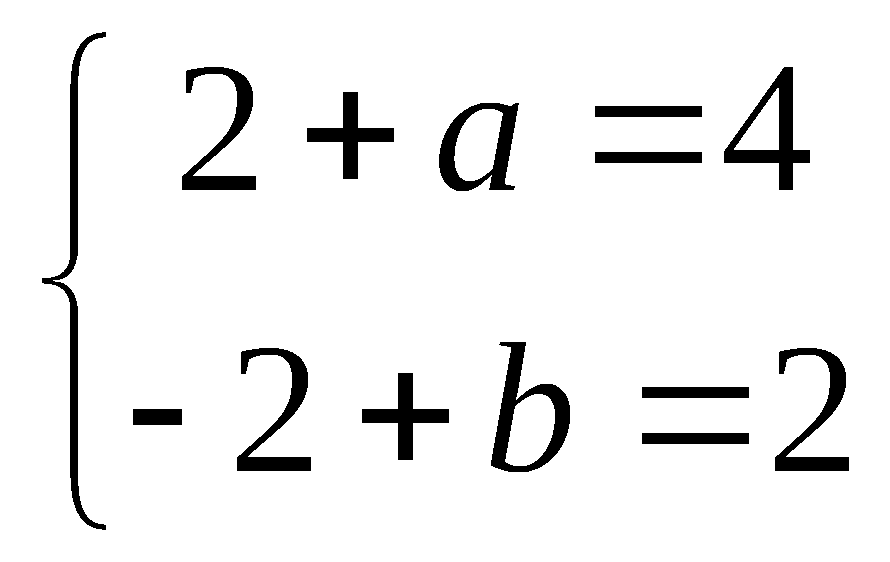 2 + a = 4
- 2 + b = 2